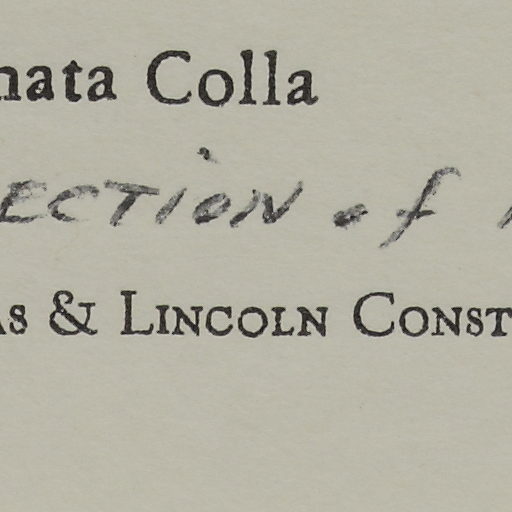 nata Colla
ECTION of
AS & LINCOLN CONST